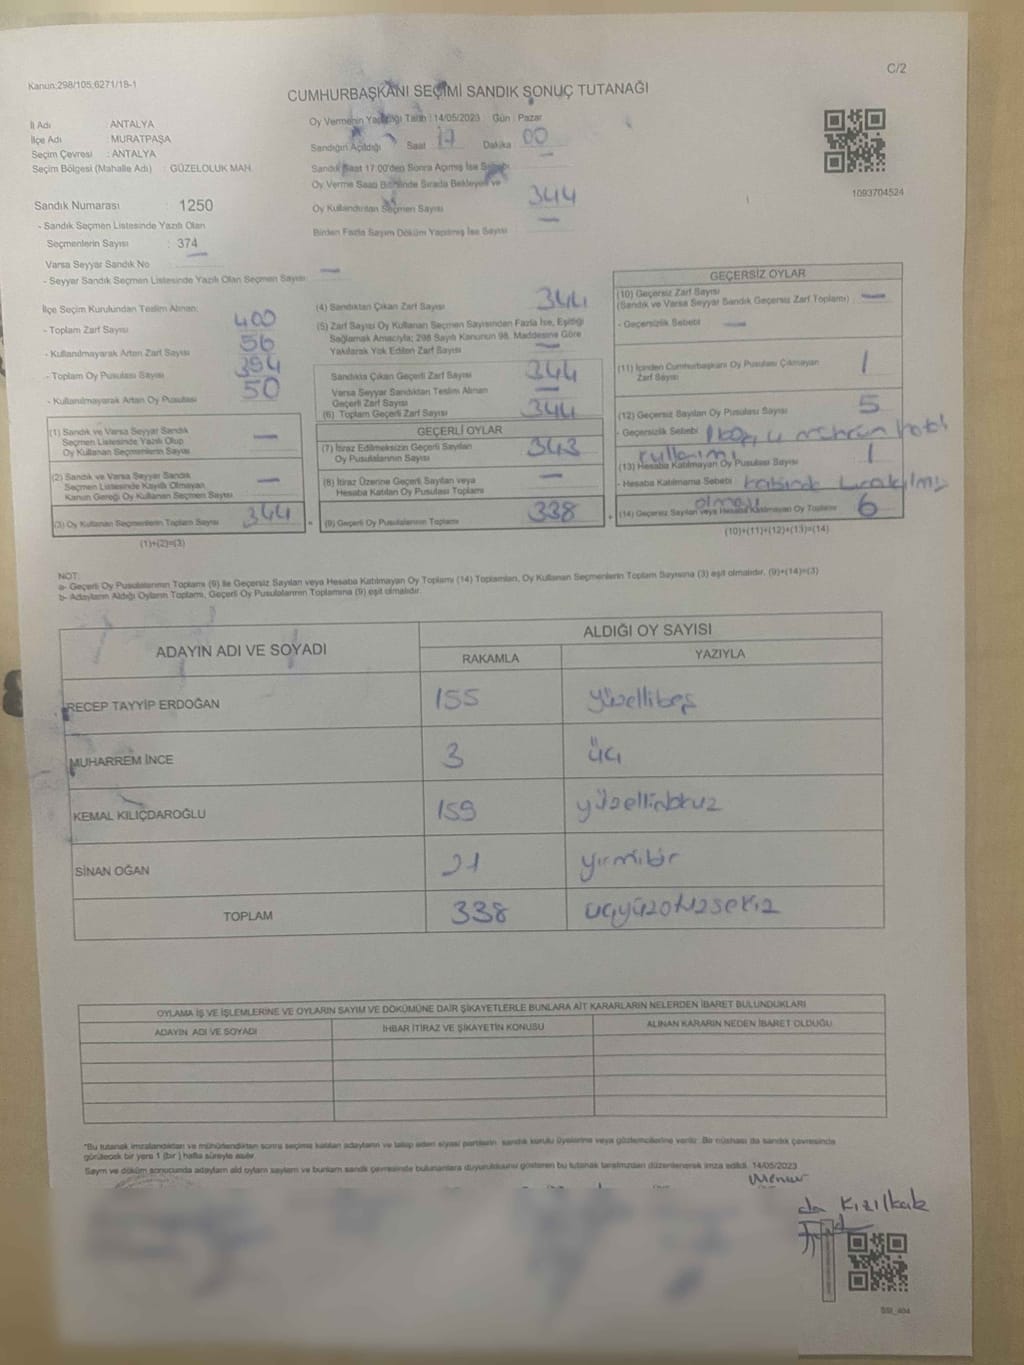 C/2
Kanun:298/105,6271/18-1
CUMHURBAŞKANI SEÇİMİ SANDIK SONUÇ TUTANAĞI
İl Adı : ANTALYA
İlçe Adı : MURATPAŞA
Seçim Çevresi : ANTALYA
Seçim Bölgesi (Mahalle Adı) : GÜZELOLUK MAH.
Oy Vermenin Yapıldığı Tarih : 14/05/2023 Gün : Pazar
Sandığın Açıldığı Saat 17 Dakika 00
Sandık Saat 17:00'den Sonra Açılmış İse Sebebi
Oy Verme Saati Bitiminde Sırada Bekleyen ve
Oy Kullandırılan Seçmen Sayısı 344
Birden Fazla Sayım Döküm Yapılmış İse Sayısı —
1093704524
Sandık Numarası 1250
- Sandık Seçmen Listesinde Yazılı Olan
Seçmenlerin Sayısı : 374
Varsa Seyyar Sandık No —
- Seyyar Sandık Seçmen Listesinde Yazılı Olan Seçmen Sayısı —
İlçe Seçim Kurulundan Teslim Alınan;
- Toplam Zarf Sayısı 400
- Kullanılmayarak Artan Zarf Sayısı 56
- Toplam Oy Pusulası Sayısı 394
- Kullanılmayarak Artan Oy Pusulası 50
(1) Sandık ve Varsa Seyyar Sandık
Seçmen Listesinde Yazılı Olup
Oy Kullanan Seçmenlerin Sayısı —
(2) Sandık ve Varsa Seyyar Sandık
Seçmen Listesinde Kayıtlı Olmayan,
Kanun Gereği Oy Kullanan Seçmen Sayısı —
(3) Oy Kullanan Seçmenlerin Toplam Sayısı 344
(1)+(2)=(3)
(4) Sandıktan Çıkan Zarf Sayısı 344
(5) Zarf Sayısı Oy Kullanan Seçmen Sayısından Fazla İse, Eşitliği
Sağlamak Amacıyla; 298 Sayılı Kanunun 98. Maddesine Göre
Yakılarak Yok Edilen Zarf Sayısı —
Sandıkta Çıkan Geçerli Zarf Sayısı 344
Varsa Seyyar Sandıktan Teslim Alınan
Geçerli Zarf Sayısı —
(6) Toplam Geçerli Zarf Sayısı 344
GEÇERLİ OYLAR
(7) İtiraz Edilmeksizin Geçerli Sayılan
Oy Pusulalarının Sayısı 343
(8) İtiraz Üzerine Geçerli Sayılan veya
Hesaba Katılan Oy Pusulası Toplamı —
(9) Geçerli Oy Pusulalarının Toplamı 338
GEÇERSİZ OYLAR
(10) Geçersiz Zarf Sayısı
(Sandık ve Varsa Seyyar Sandık Geçersiz Zarf Toplamı) —
- Geçersizlik Sebebi —
(11) İçinden Cumhurbaşkanı Oy Pusulası Çıkmayan
Zarf Sayısı 1
(12) Geçersiz Sayılan Oy Pusulası Sayısı 5
- Geçersizlik Sebebi 1 boş, 4 mührün hatalı
kullanımı
(13) Hesaba Katılmayan Oy Pusulası Sayısı 1
- Hesaba Katılmama Sebebi kabinde bırakılmış
olması
(14) Geçersiz Sayılan veya Hesaba Katılmayan Oy Toplamı 6
(10)+(11)+(12)+(13)=(14)
NOT:
a- Geçerli Oy Pusulalarının Toplamı (9) ile Geçersiz Sayılan veya Hesaba Katılmayan Oy Toplamı (14) Toplamları, Oy Kullanan Seçmenlerin Toplam Sayısına (3) eşit olmalıdır. (9)+(14)=(3)
b- Adayların Aldığı Oyların Toplamı, Geçerli Oy Pusulalarının Toplamına (9) eşit olmalıdır.
ADAYIN ADI VE SOYADI ALDIĞI OY SAYISI
RAKAMLA YAZIYLA
RECEP TAYYİP ERDOĞAN 155 yüzellibeş
MUHARREM İNCE 3 üç
KEMAL KILIÇDAROĞLU 159 yüzellidokuz
SİNAN OĞAN 21 yirmibir
TOPLAM 338 üçyüzotuzsekiz
OYLAMA İŞ VE İŞLEMLERİNE VE OYLARIN SAYIM VE DÖKÜMÜNE DAİR ŞİKAYETLERLE BUNLARA AİT KARARLARIN NELERDEN İBARET BULUNDUKLARI
ADAYIN ADI VE SOYADI İHBAR İTİRAZ VE ŞİKAYETİN KONUSU ALINAN KARARIN NEDEN İBARET OLDUĞU
*Bu tutanak imzalandıktan ve mühürlendikten sonra seçime katılan adayların ve talep eden siyasi partilerin sandık kurulu üyelerine veya gözlemcilerine verilir. Bir nüshası da sandık çevresinde
görülecek bir yere 1 (bir) hafta süreyle asılır.
Sayım ve döküm sonucunda adayların aldığı oyların sayıları ve bunların sandık çevresinde bulunanlara duyurulduğunu gösteren bu tutanak tarafımızdan düzenlenerek imza edildi. 14/05/2023
Memur
Kızılkale
SSI_404